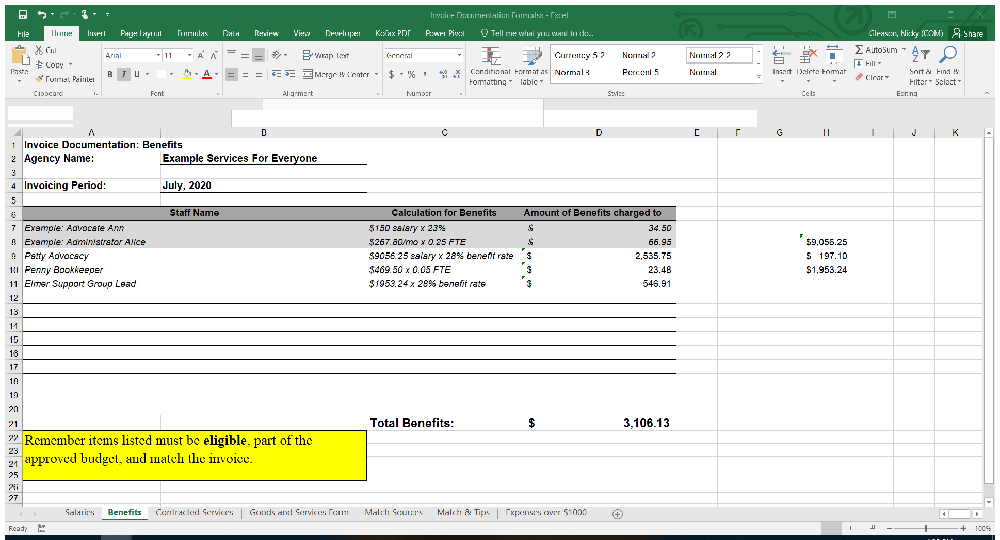 Invoice Documentation Form.xlsx - Excel
File Home Insert Page Layout Formulas Data Review View Developer Kofax PDF Power Pivot Tell me what you want to do... Gleason, Nicky (COM) Share
Paste
Cut
Copy
Format Painter
Clipboard
Arial 11 A A
B I U A
Font
Wrap Text
Merge & Center
Alignment
General
$ % , .00 .00
Number
Conditional Formatting
Format as Table
Currency 5 2 Normal 2 Normal 2 2
Normal 3 Percent 5 Normal
Styles
Insert Delete Format
Cells
AutoSum
Fill
Clear
Sort & Filter
Find & Select
Editing
A B C D E F G H I J K
1 Invoice Documentation: Benefits
2 Agency Name: Example Services For Everyone
3
4 Invoicing Period: July, 2020
5
6 Staff Name Calculation for Benefits Amount of Benefits charged to
7 Example: Advocate Ann $150 salary x 23% $ 34.50
8 Example: Administrator Alice $267.80/mo x 0.25 FTE $ 66.95 $9,056.25
9 Patty Advocacy $9056.25 salary x 28% benefit rate $ 2,535.75 $ 197.10
10 Penny Bookkeeper $469.50 x 0.05 FTE $ 23.48 $1,953.24
11 Elmer Support Group Lead $1953.24 x 28% benefit rate $ 546.91
12
13
14
15
16
17
18
19
20
21 Total Benefits: $ 3,106.13
22 Remember items listed must be eligible, part of the
23
24 approved budget, and match the invoice.
25
26
27
Salaries Benefits Contracted Services Goods and Services Form Match Sources Match & Tips Expenses over $1000
Ready 100%